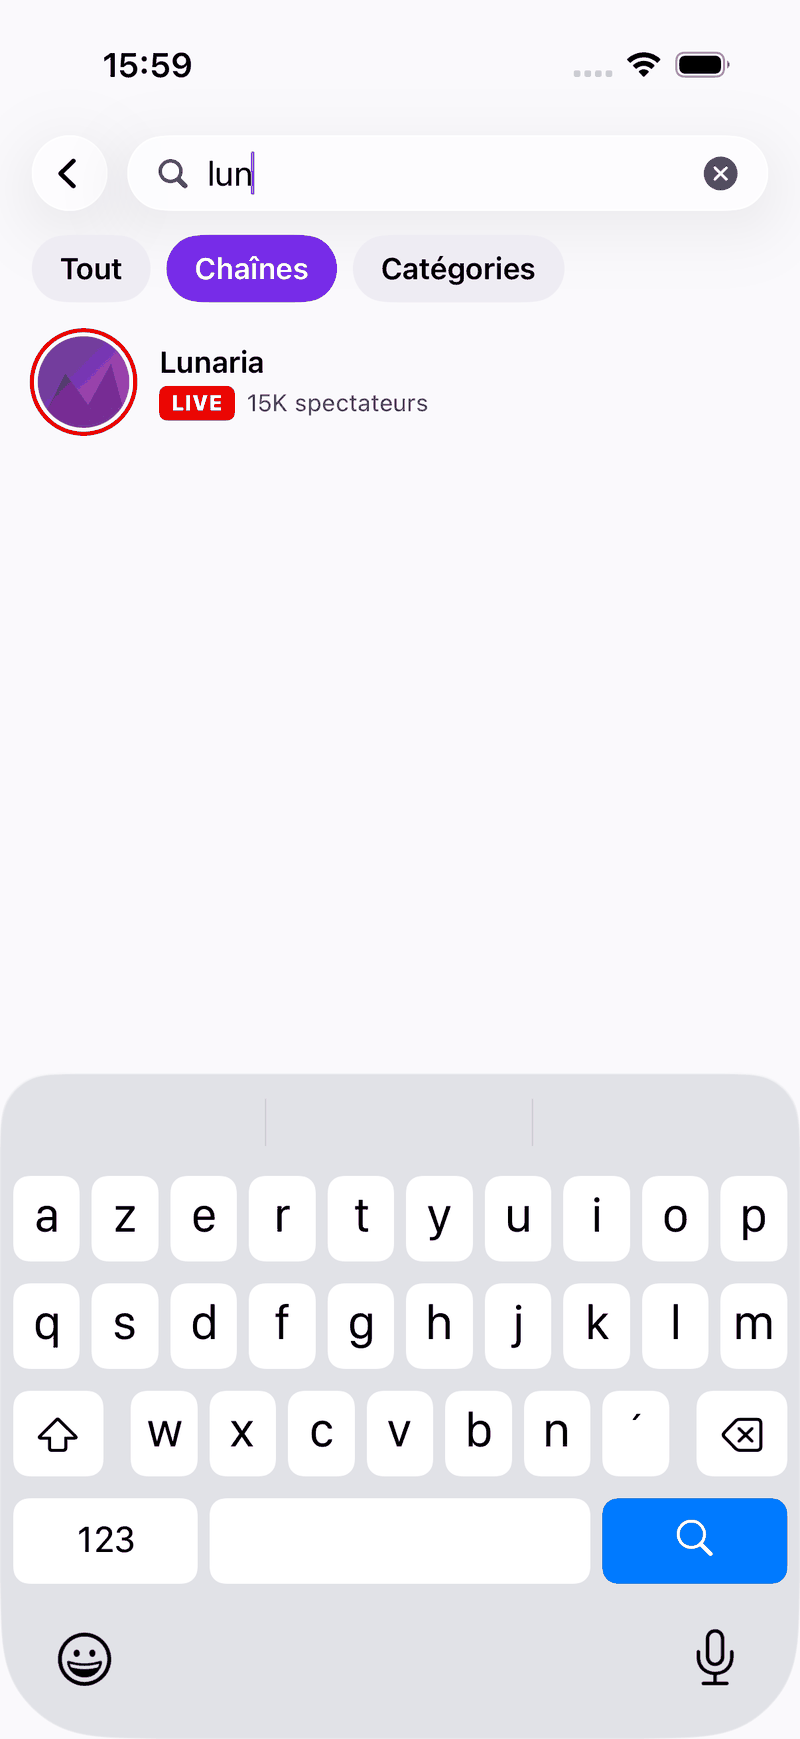 15:59
lun
Tout Chaînes Catégories
Lunaria
LIVE 15K spectateurs
a z e r t y u i o p
q s d f g h j k l m
w x c v b n ´
123